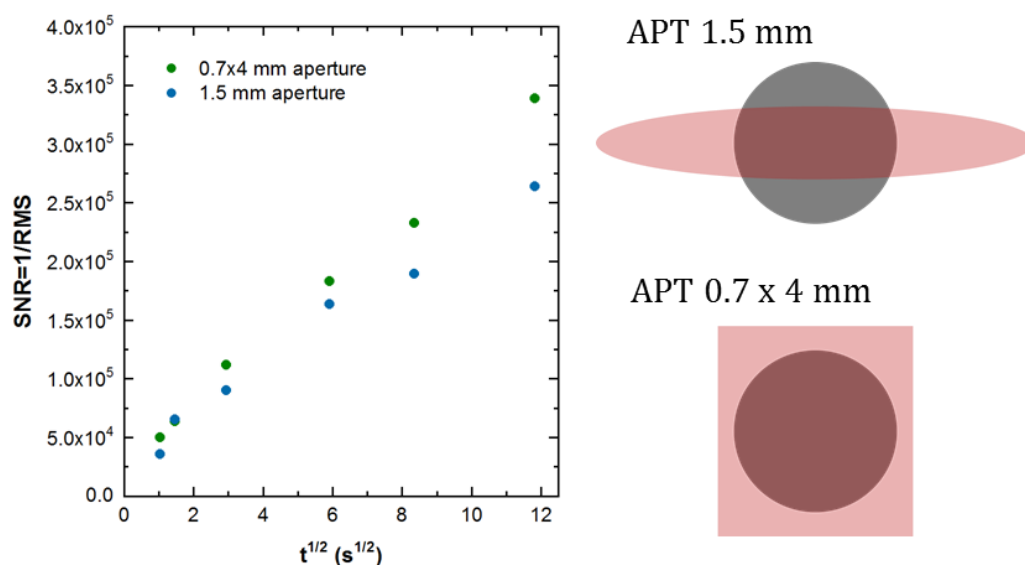 4.0x10⁵
3.5x10⁵
3.0x10⁵
2.5x10⁵
2.0x10⁵
1.5x10⁵
1.0x10⁵
5.0x10⁴
0.0
SNR=1/RMS
0.7x4 mm aperture
1.5 mm aperture
0 2 4 6 8 10 12
t¹/² (s¹/²)
APT 1.5 mm
APT 0.7 x 4 mm